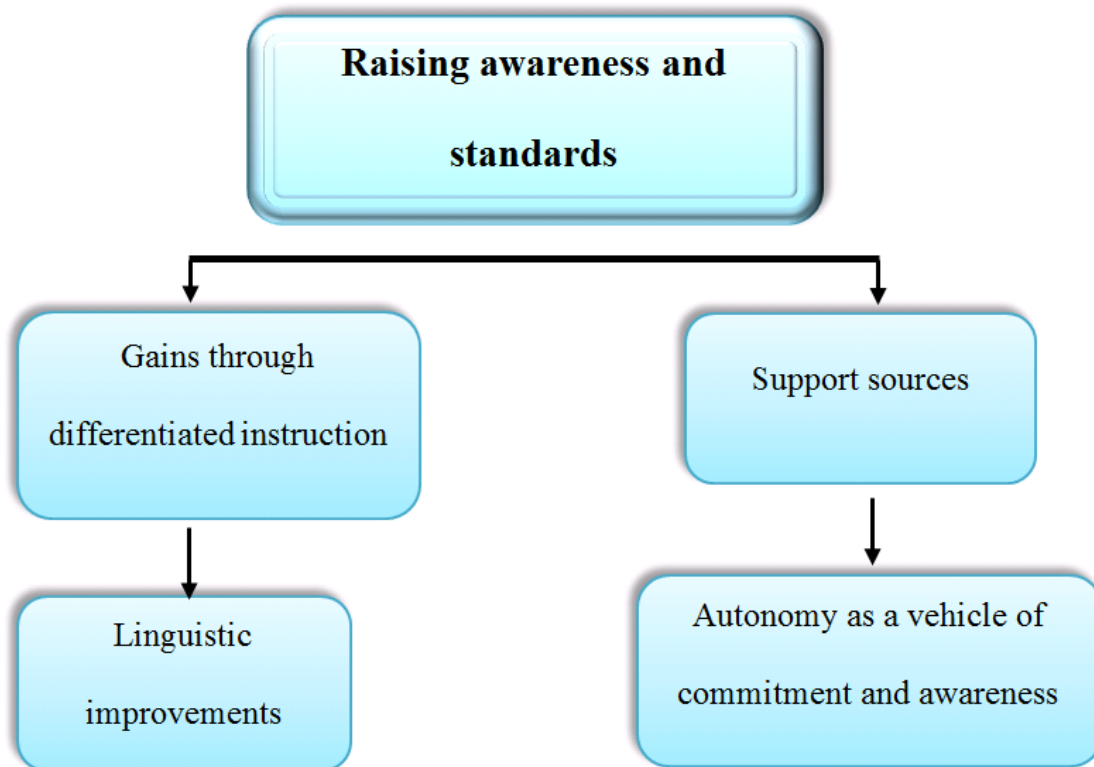 Raising awareness and
standards
Gains through
differentiated instruction
Support sources
Linguistic
improvements
Autonomy as a vehicle of
commitment and awareness